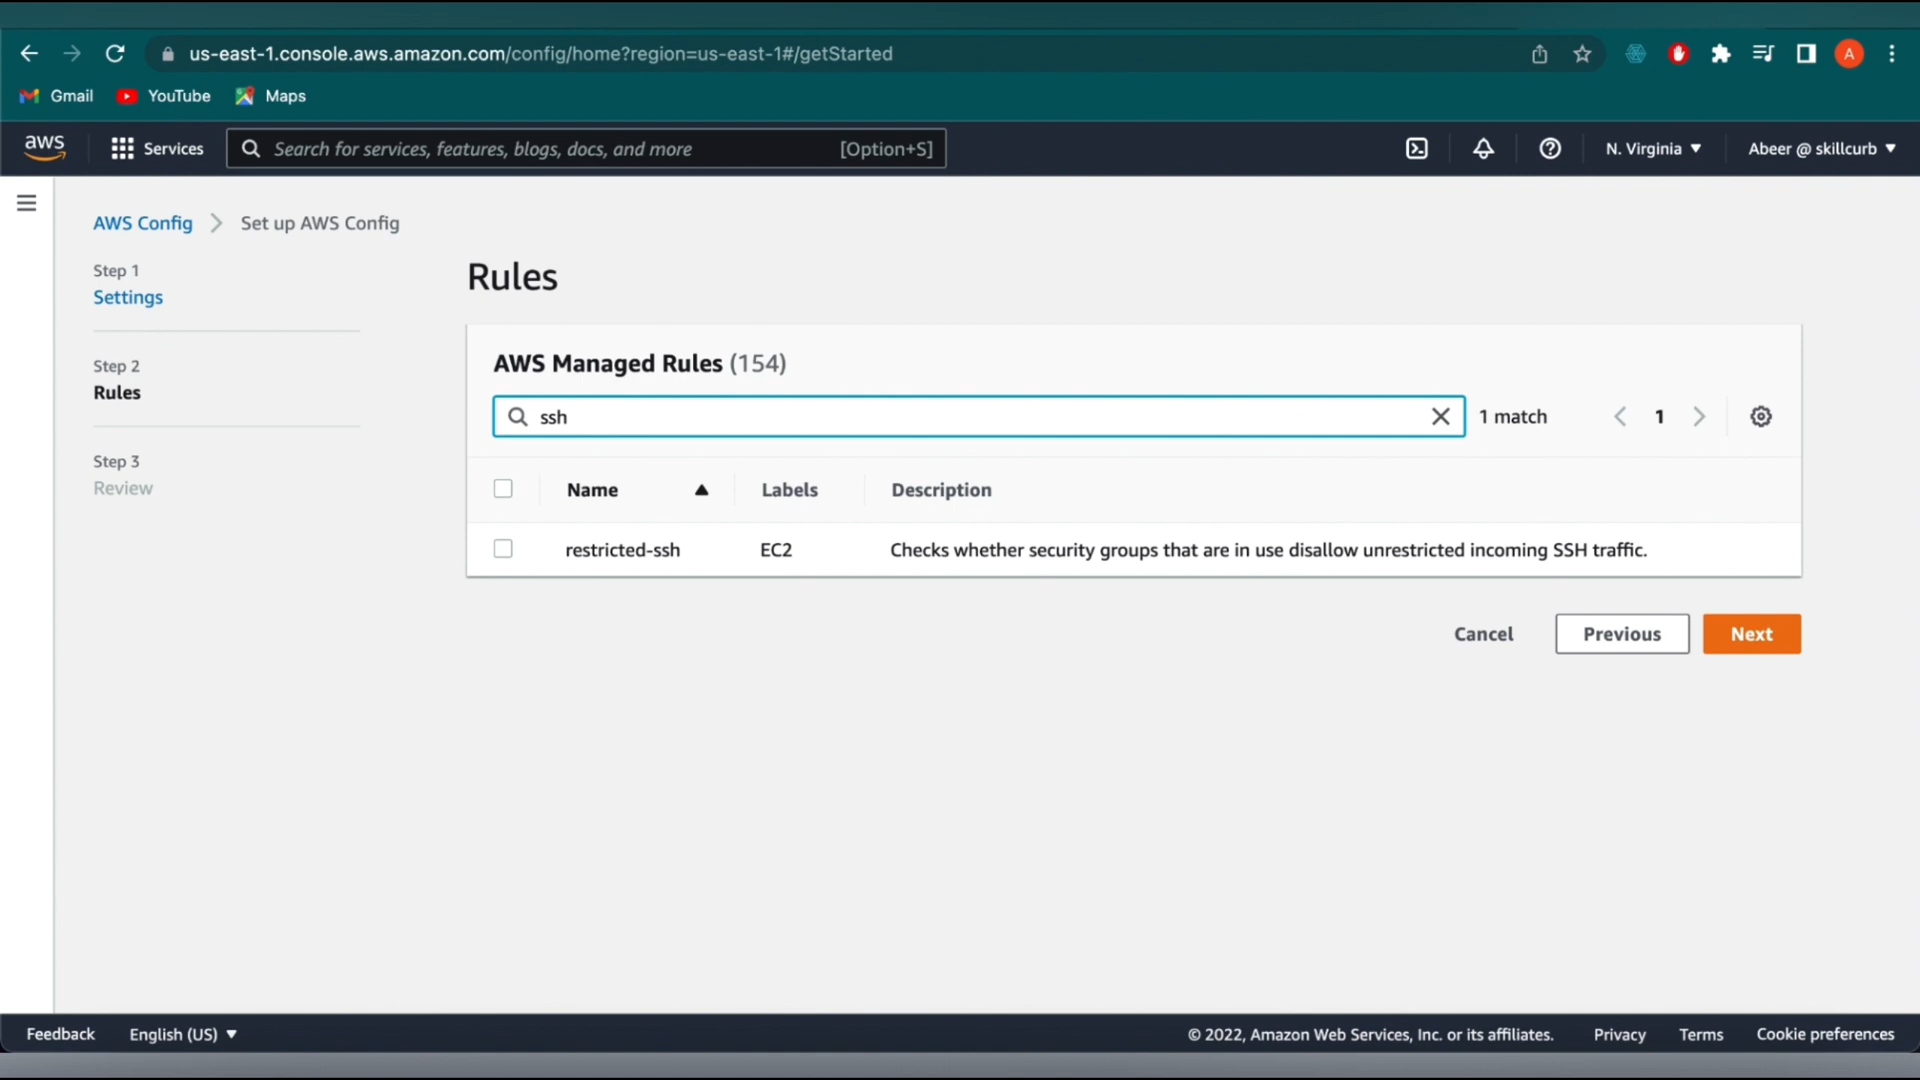 us-east-1.console.aws.amazon.com/config/home?region=us-east-1#/getStarted
A
Gmail YouTube Maps
aws Services Search for services, features, blogs, docs, and more [Option+S] N. Virginia Abeer @ skillcurb
AWS Config Set up AWS Config
Step 1
Settings
Step 2
Rules
Step 3
Review
Rules
AWS Managed Rules (154)
ssh 1 match 1
Name Labels Description
restricted-ssh EC2 Checks whether security groups that are in use disallow unrestricted incoming SSH traffic.
Cancel Previous Next
Feedback English (US) © 2022, Amazon Web Services, Inc. or its affiliates. Privacy Terms Cookie preferences